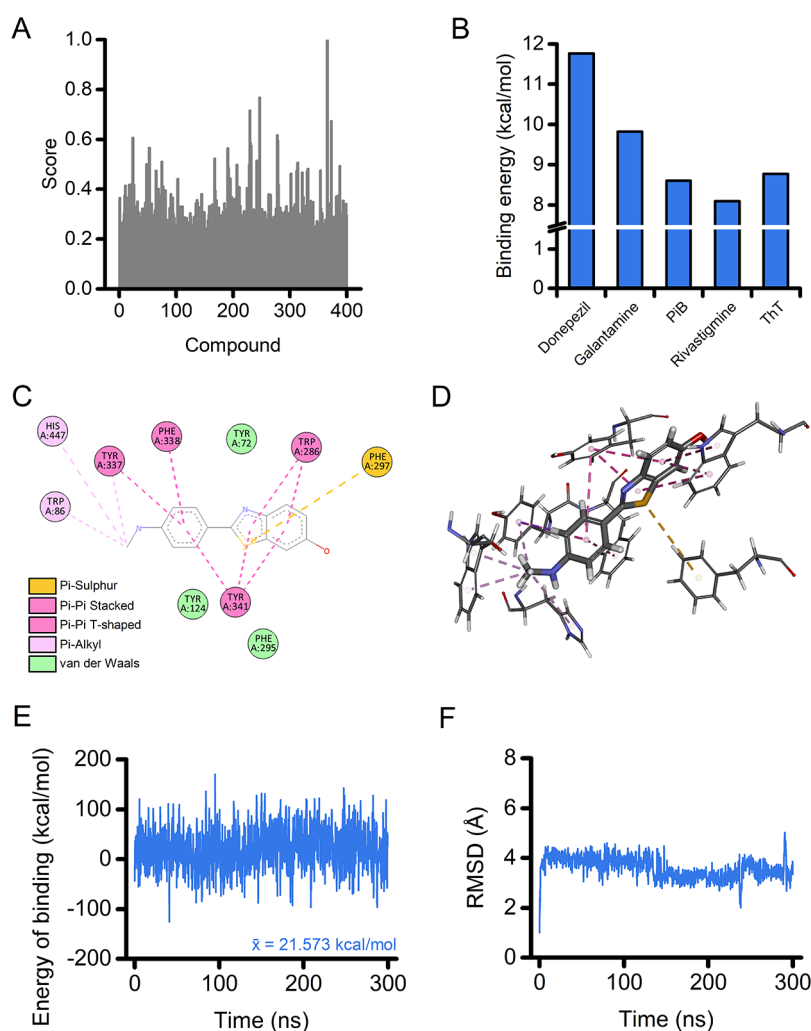 A
Score
1.0
0.8
0.6
0.4
0.2
0.0
0
100
200
300
400
Compound
B
Binding energy (kcal/mol)
12
11
10
9
8
1
0
Donepezil
Galantamine
PIB
Rivastigmine
ThT
C
HIS
A:447
TYR
A:337
PHE
A:338
TYR
A:72
TRP
A:286
PHE
A:297
TRP
A:86
N
N
S
O
TYR
A:124
TYR
A:341
PHE
A:295
Pi-Sulphur
Pi-Pi Stacked
Pi-Pi T-shaped
Pi-Alkyl
van der Waals
D
E
Energy of binding (kcal/mol)
200
100
0
-100
-200
x̄ = 21.573 kcal/mol
0
100
200
300
Time (ns)
F
RMSD (Å)
8
6
4
2
0
0
100
200
300
Time (ns)